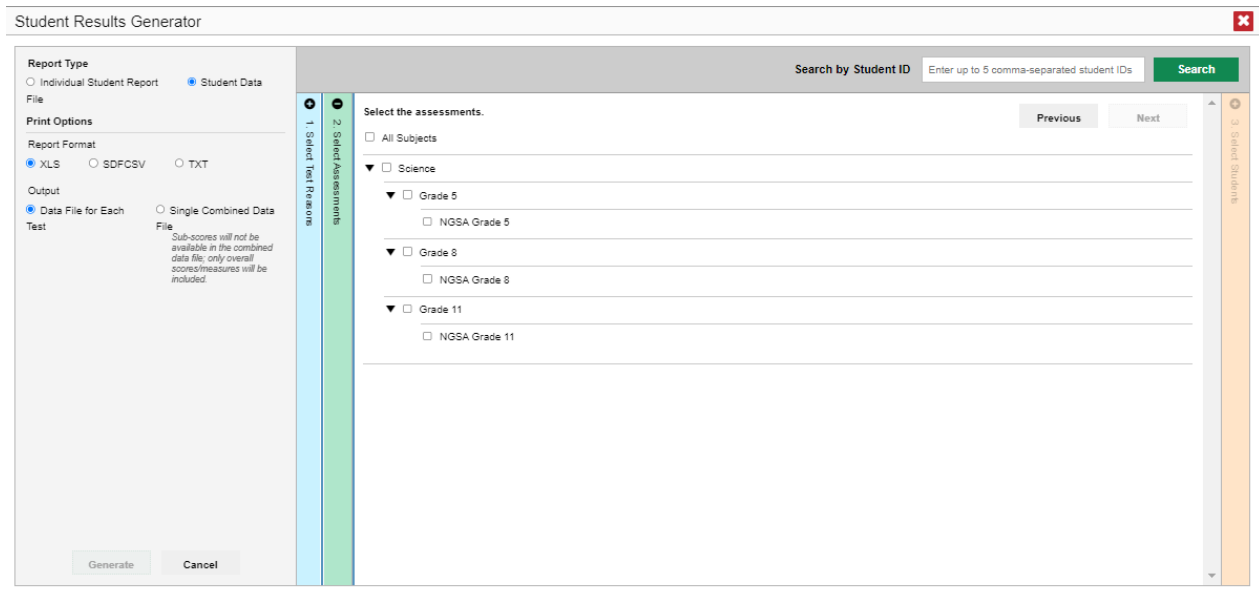 Student Results Generator
Report Type
Individual Student Report
Student Data
File
Print Options
Report Format
XLS
SDFCSV
TXT
Output
Data File for Each
Test
Single Combined Data
File
Sub-scores will not be
available in the combined
data file; only overall
scores/measures will be
included.
Generate
Cancel
Search by Student ID
Enter up to 5 comma-separated student IDs
Search
1. Select Test Reasons
2. Select Assessments
Select the assessments.
Previous
Next
All Subjects
Science
Grade 5
NGSA Grade 5
Grade 8
NGSA Grade 8
Grade 11
NGSA Grade 11
3. Select Students